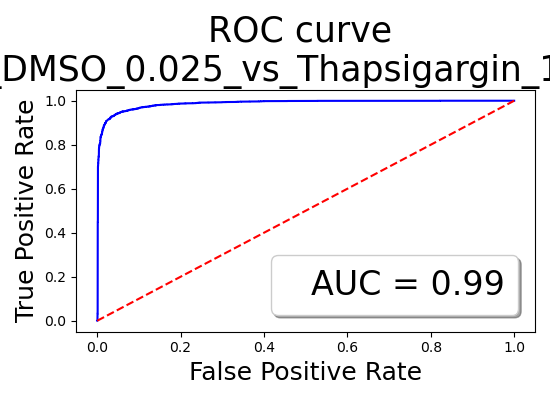 ROC curve
_DMSO_0.025_vs_Thapsigargin_1
1.0
0.8
0.6
0.4
0.2
0.0
True Positive Rate
AUC = 0.99
0.0 0.2 0.4 0.6 0.8 1.0
False Positive Rate